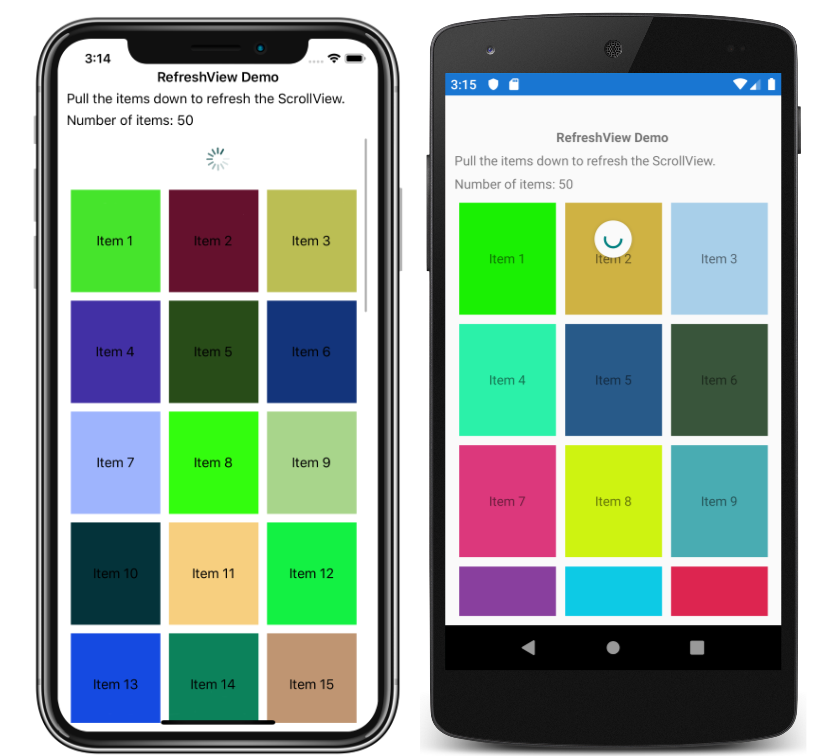 3:14
RefreshView Demo
Pull the items down to refresh the ScrollView.
Number of items: 50
Item 1 Item 2 Item 3
Item 4 Item 5 Item 6
Item 7 Item 8 Item 9
Item 10 Item 11 Item 12
Item 13 Item 14 Item 15
3:15
RefreshView Demo
Pull the items down to refresh the ScrollView.
Number of items: 50
Item 1 Item 2 Item 3
Item 4 Item 5 Item 6
Item 7 Item 8 Item 9